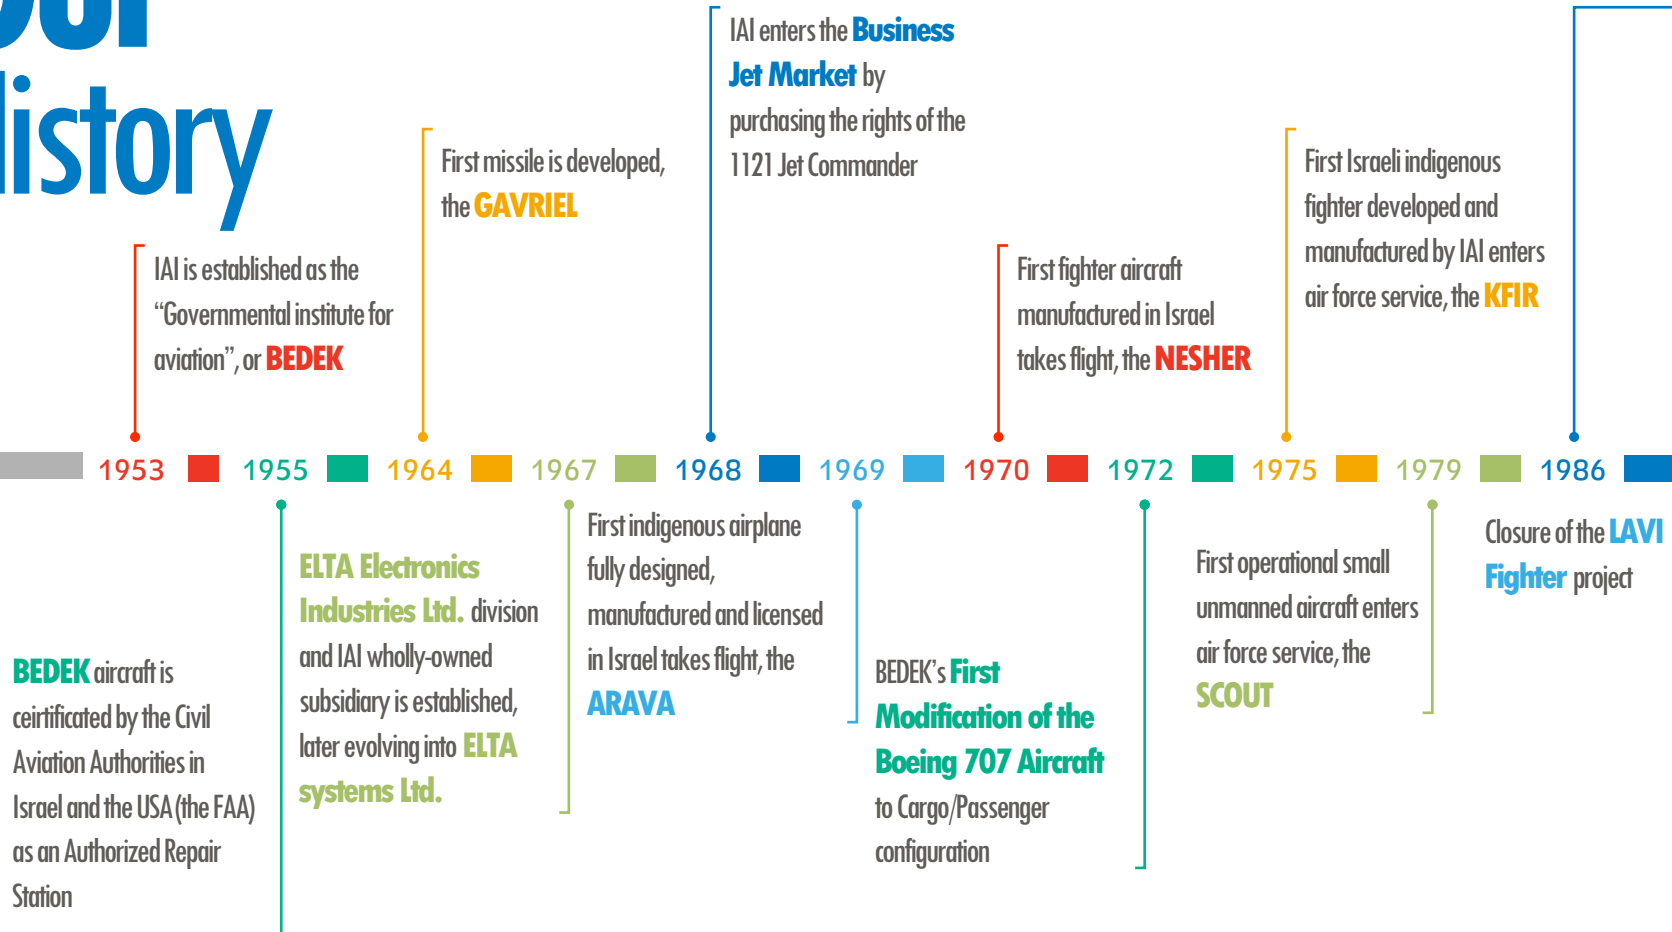 our
History
IAI enters the Business
Jet Market by
purchasing the rights of the
1121 Jet Commander
First missile is developed,
the GAVRIEL
First Israeli indigenous
fighter developed and
manufactured by IAI enters
air force service, the KFIR
IAI is established as the
“Governmental institute for
aviation”, or BEDEK
First fighter aircraft
manufactured in Israel
takes flight, the NESHER
1953 1955 1964 1967 1968 1969 1970 1972 1975 1979 1986
BEDEK aircraft is
ceirtificated by the Civil
Aviation Authorities in
Israel and the USA (the FAA)
as an Authorized Repair
Station
ELTA Electronics
Industries Ltd. division
and IAI wholly-owned
subsidiary is established,
later evolving into ELTA
systems Ltd.
First indigenous airplane
fully designed,
manufactured and licensed
in Israel takes flight, the
ARAVA
BEDEK’s First
Modification of the
Boeing 707 Aircraft
to Cargo/Passenger
configuration
First operational small
unmanned aircraft enters
air force service, the
SCOUT
Closure of the LAVI
Fighter project